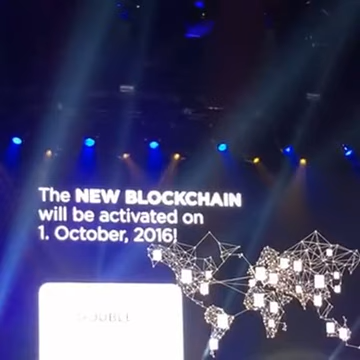 The NEW BLOCKCHAIN
will be activated on
1. October, 2016!